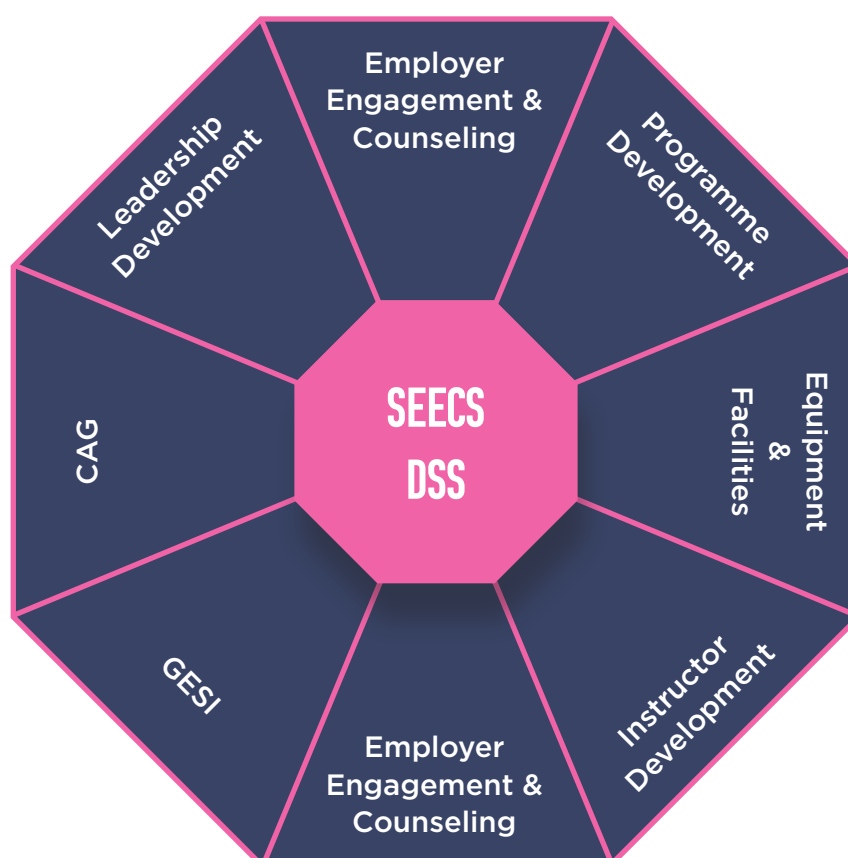 Employer
Engagement &
Counseling
Programme
Development
Equipment
&
Facilities
Instructor
Development
Employer
Engagement &
Counseling
GESI
CAG
Leadership
Development
SEECS
DSS